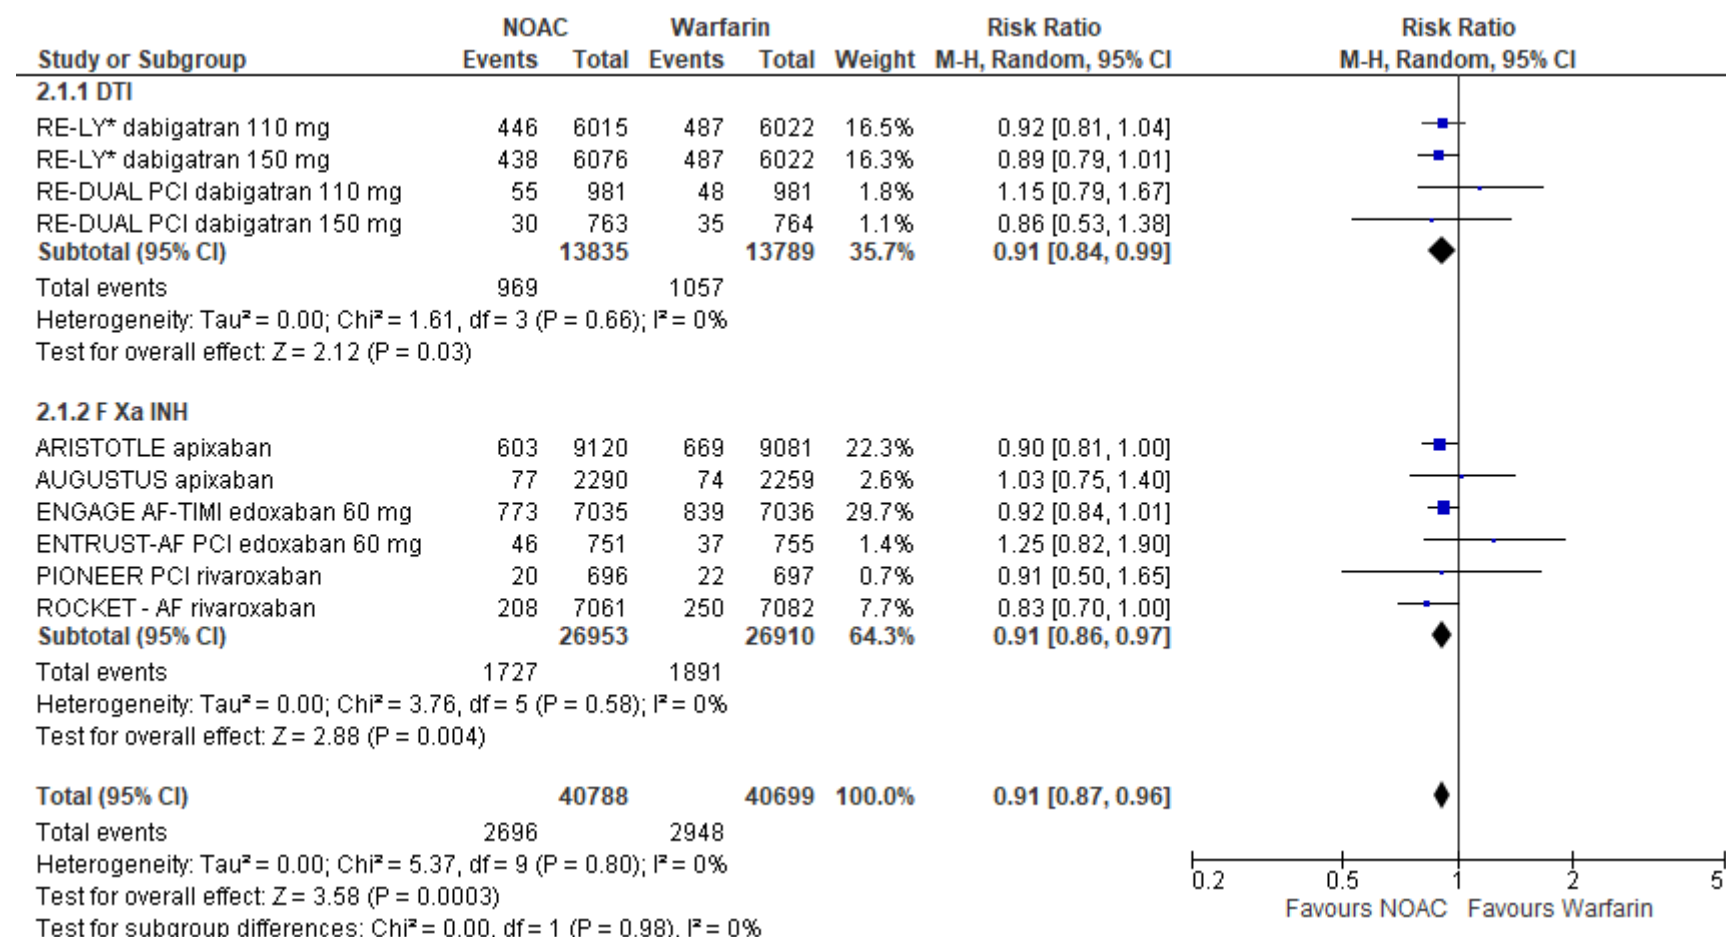 NOAC Warfarin Risk Ratio Risk Ratio
Study or Subgroup Events Total Events Total Weight M-H, Random, 95% CI M-H, Random, 95% CI
2.1.1 DTI
RE-LY* dabigatran 110 mg 446 6015 487 6022 16.5% 0.92 [0.81, 1.04]
RE-LY* dabigatran 150 mg 438 6076 487 6022 16.3% 0.89 [0.79, 1.01]
RE-DUAL PCI dabigatran 110 mg 55 981 48 981 1.8% 1.15 [0.79, 1.67]
RE-DUAL PCI dabigatran 150 mg 30 763 35 764 1.1% 0.86 [0.53, 1.38]
Subtotal (95% CI) 13835 13789 35.7% 0.91 [0.84, 0.99]
Total events 969 1057
Heterogeneity: Tau² = 0.00; Chi² = 1.61, df = 3 (P = 0.66); I² = 0%
Test for overall effect: Z = 2.12 (P = 0.03)
2.1.2 F Xa INH
ARISTOTLE apixaban 603 9120 669 9081 22.3% 0.90 [0.81, 1.00]
AUGUSTUS apixaban 77 2290 74 2259 2.6% 1.03 [0.75, 1.40]
ENGAGE AF-TIMI edoxaban 60 mg 773 7035 839 7036 29.7% 0.92 [0.84, 1.01]
ENTRUST-AF PCI edoxaban 60 mg 46 751 37 755 1.4% 1.25 [0.82, 1.90]
PIONEER PCI rivaroxaban 20 696 22 697 0.7% 0.91 [0.50, 1.65]
ROCKET - AF rivaroxaban 208 7061 250 7082 7.7% 0.83 [0.70, 1.00]
Subtotal (95% CI) 26953 26910 64.3% 0.91 [0.86, 0.97]
Total events 1727 1891
Heterogeneity: Tau² = 0.00; Chi² = 3.76, df = 5 (P = 0.58); I² = 0%
Test for overall effect: Z = 2.88 (P = 0.004)
Total (95% CI) 40788 40699 100.0% 0.91 [0.87, 0.96]
Total events 2696 2948
Heterogeneity: Tau² = 0.00; Chi² = 5.37, df = 9 (P = 0.80); I² = 0%
Test for overall effect: Z = 3.58 (P = 0.0003)
Test for subgroup differences: Chi² = 0.00, df = 1 (P = 0.98), I² = 0%
0.2 0.5 1 2 5
Favours NOAC Favours Warfarin